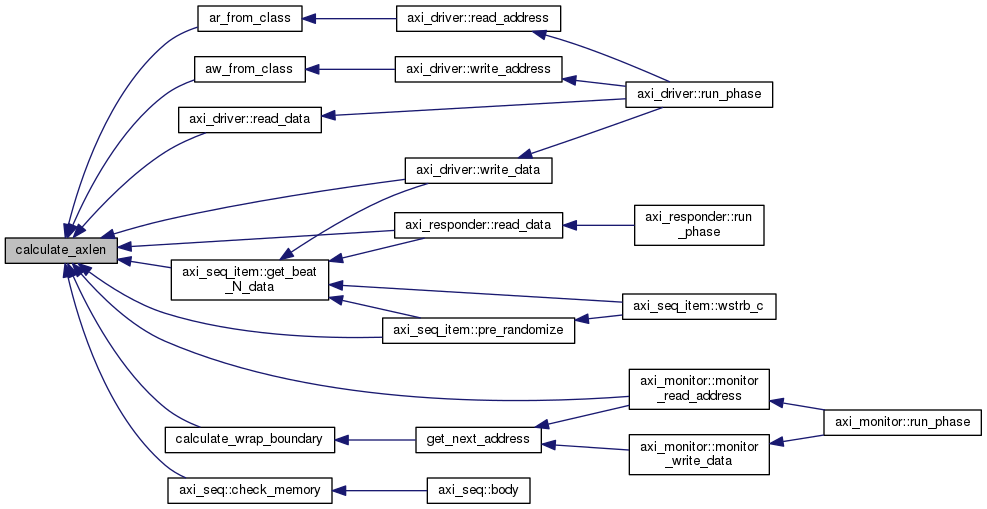 ar_from_class
axi_driver::read_address
aw_from_class
axi_driver::write_address
axi_driver::run_phase
axi_driver::read_data
axi_driver::write_data
axi_responder::read_data
axi_responder::run
_phase
calculate_axlen
axi_seq_item::get_beat
_N_data
axi_seq_item::wstrb_c
axi_seq_item::pre_randomize
axi_monitor::monitor
_read_address
axi_monitor::run_phase
calculate_wrap_boundary
get_next_address
axi_monitor::monitor
_write_data
axi_seq::check_memory
axi_seq::body